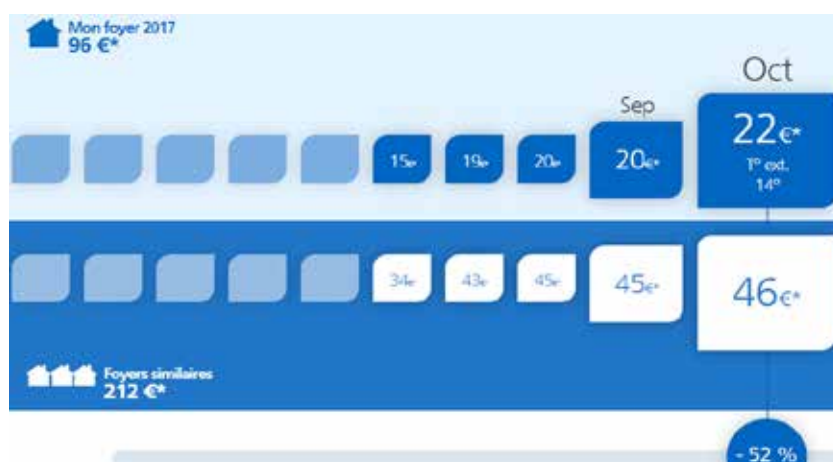 Mon foyer 2017
96 €*
Oct
Sep
15€*
19€*
20€*
20€*
22€*
T° ext.
14°
34€*
43€*
45€*
45€*
46€*
Foyers similaires
212 €*
- 52 %